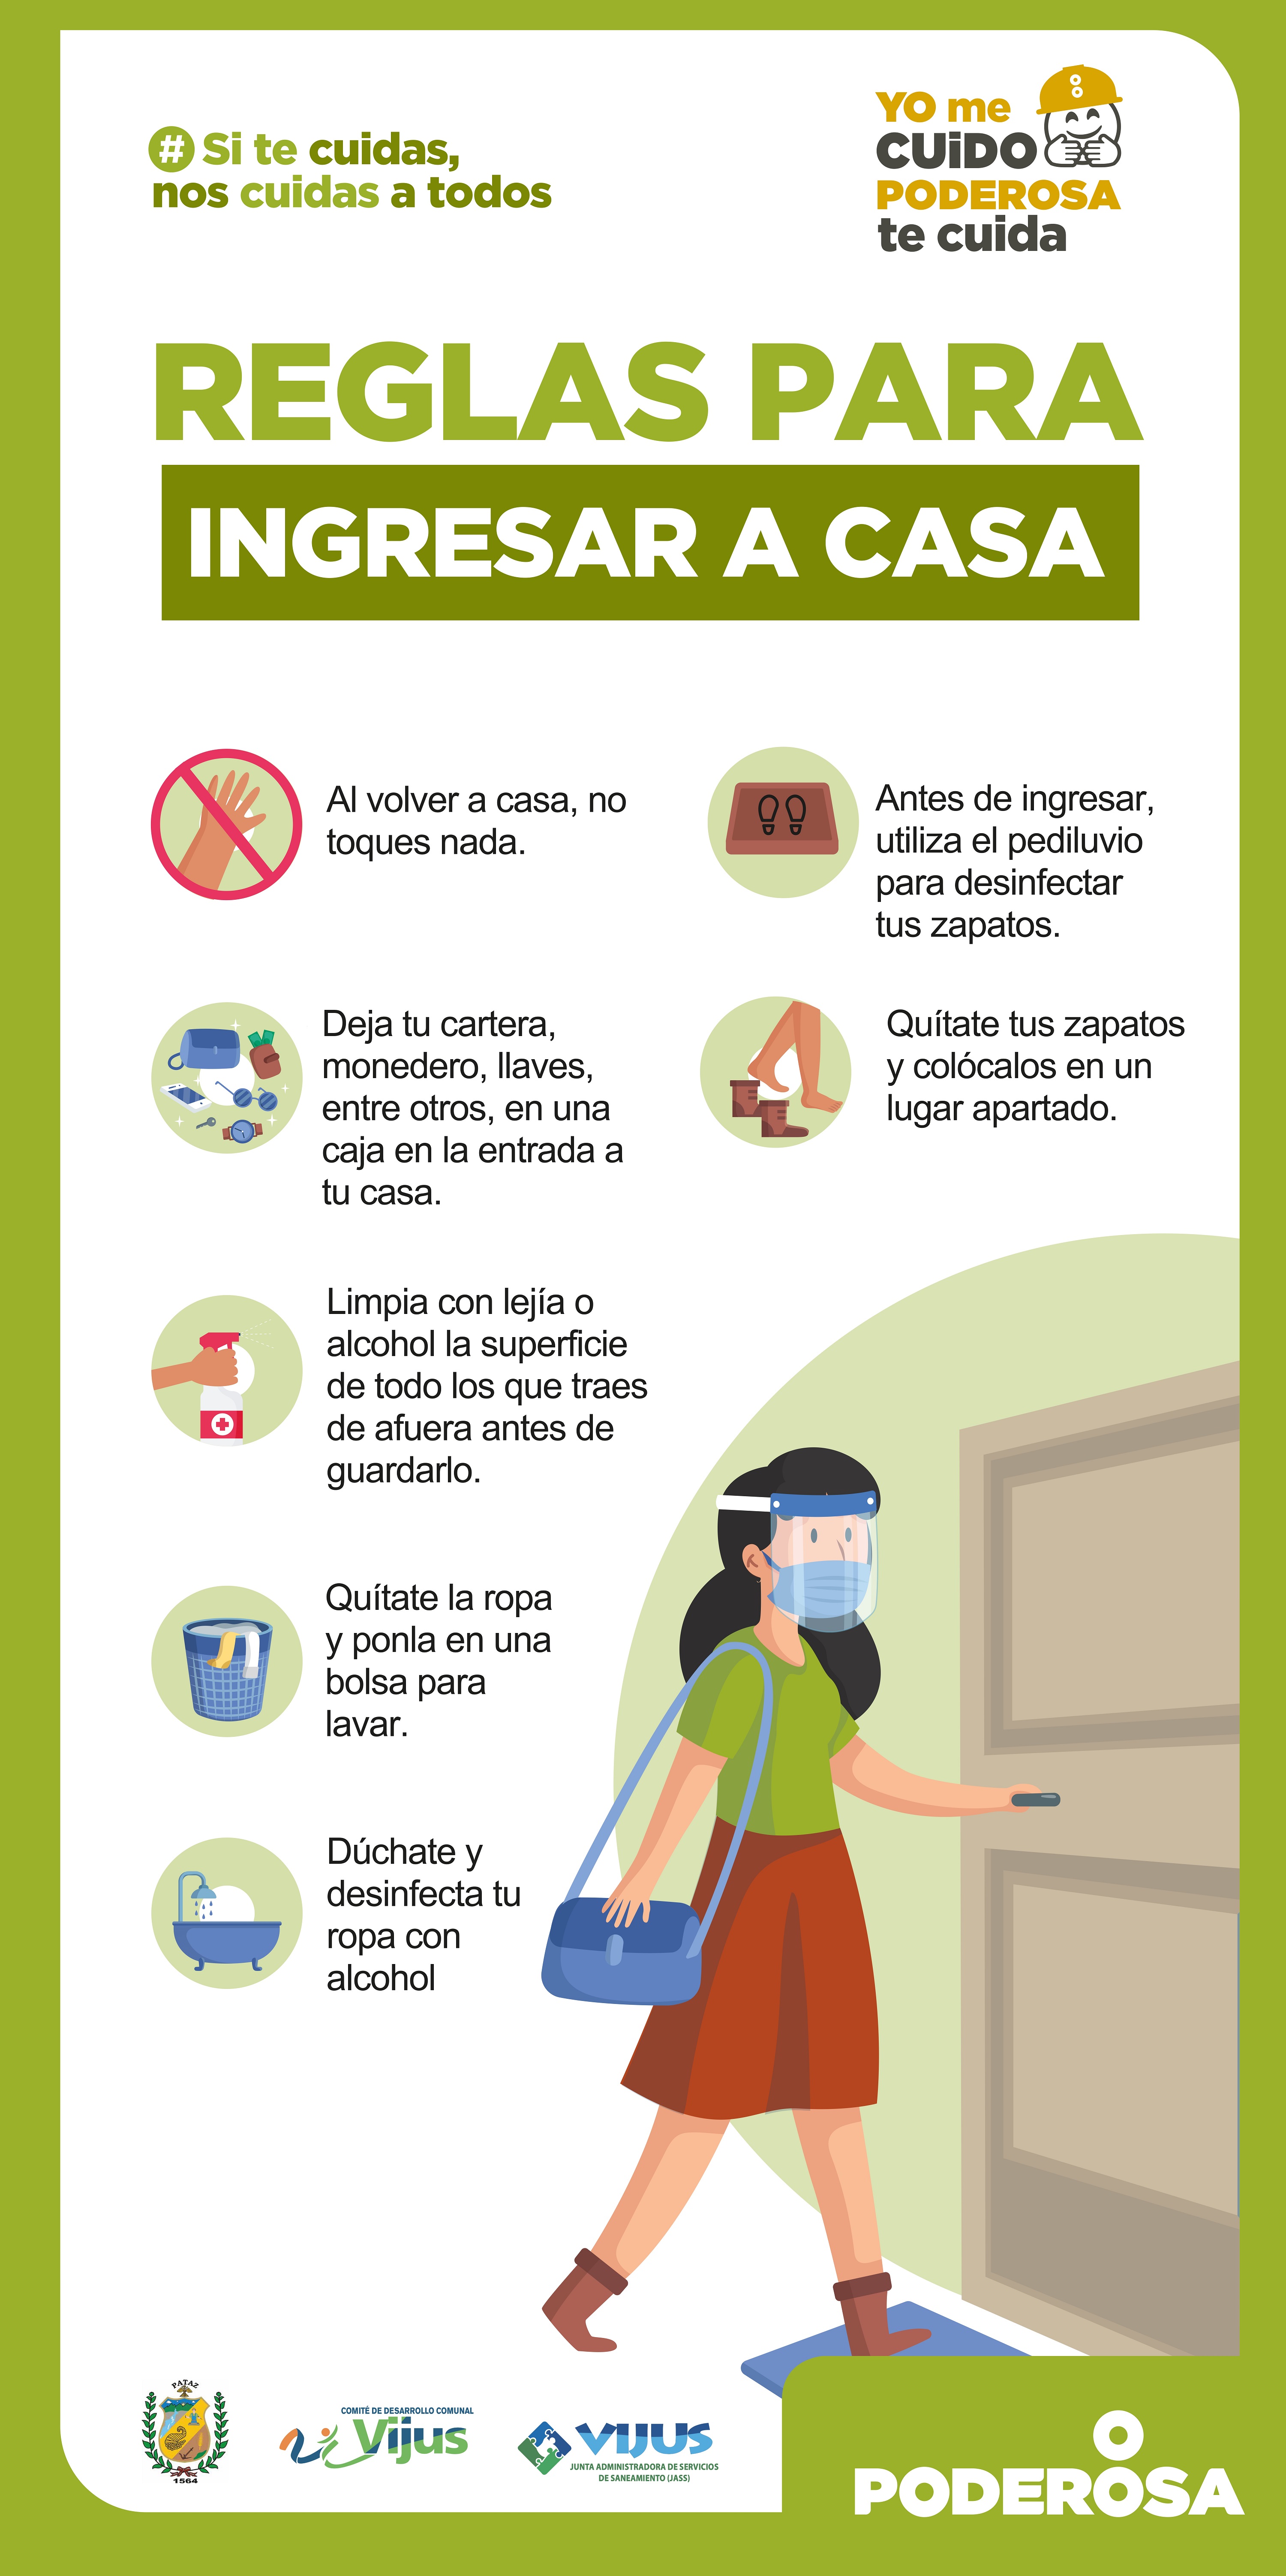 # Si te cuidas,
nos cuidas a todos
YO me
CUiDO
PODEROSA
te cuida
REGLAS PARA
INGRESAR A CASA
Al volver a casa, no
toques nada.
Antes de ingresar,
utiliza el pediluvio
para desinfectar
tus zapatos.
Deja tu cartera,
monedero, llaves,
entre otros, en una
caja en la entrada a
tu casa.
Quítate tus zapatos
y colócalos en un
lugar apartado.
Limpia con lejía o
alcohol la superficie
de todo los que traes
de afuera antes de
guardarlo.
Quítate la ropa
y ponla en una
bolsa para
lavar.
Dúchate y
desinfecta tu
ropa con
alcohol
PATAZ
1564
COMITÉ DE DESARROLLO COMUNAL
Vijus
VIJUS
JUNTA ADMINISTRADORA DE SERVICIOS
DE SANEAMIENTO (JASS)
PODEROSA